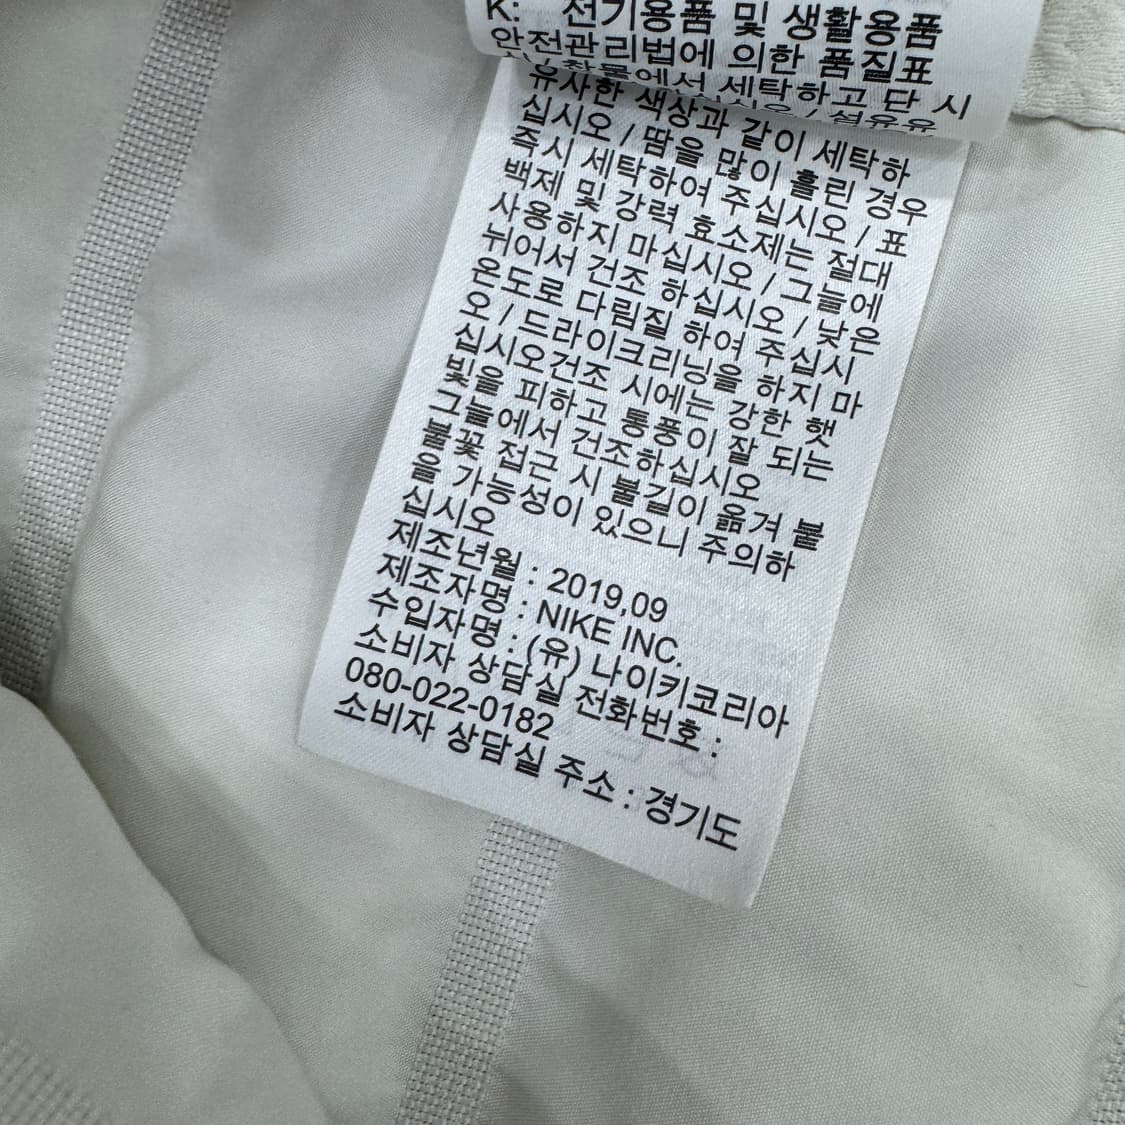 K: 전기용품 및 생활용품
안전관리법에 의한 품질표
유사한 색상과 같이 세탁하
십시오 / 땀을 많이 흘린 경우
즉시 세탁하여 주십시오 / 표
백제 및 강력 효소제는 절대
사용하지 마십시오 / 그늘에
뉘어서 건조 하십시오 / 낮은
온도로 다림질 하여 주십시
오 / 드라이크리닝을 하지 마
십시오건조 시에는 강한 햇
빛을 피하고 통풍이 잘 되는
그늘에서 건조하십시오
불꽃 접근 시 불길이 옮겨 붙
을 가능성이 있으니 주의하
십시오
제조년월 : 2019,09
제조자명 : NIKE INC.
수입자명 : (유) 나이키코리아
소비자 상담실 전화번호 :
080-022-0182
소비자 상담실 주소 : 경기도